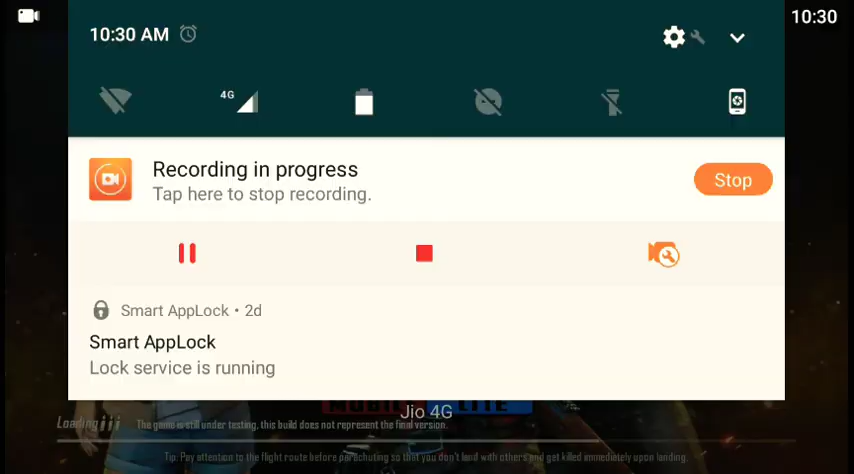 10:30
10:30 AM
4G
Recording in progress
Tap here to stop recording.
Stop
Smart AppLock • 2d
Smart AppLock
Lock service is running
MOBILE LITE
Jio 4G
Loading¡¡¡ The game is still under testing, this build does not represent the final version.
Tip: Pay attention to the flight route before parachuting so that you don't land with others and get killed immediately upon landing.